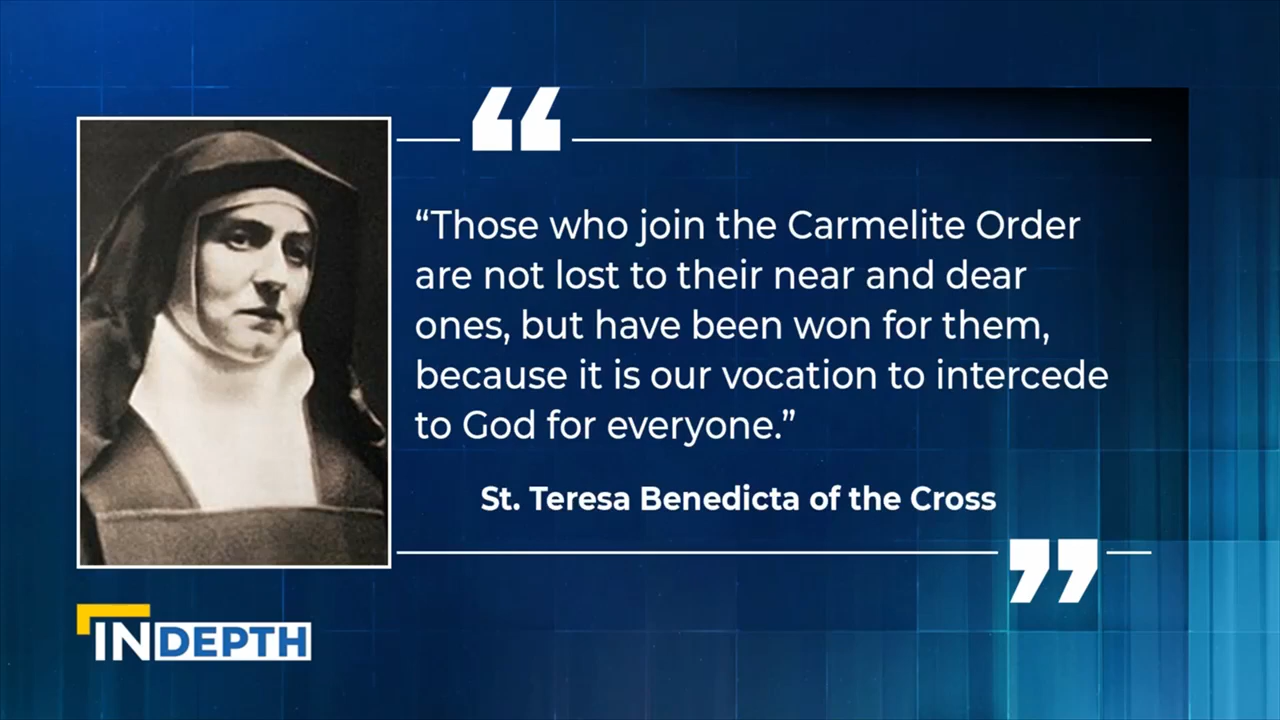 “Those who join the Carmelite Order
are not lost to their near and dear
ones, but have been won for them,
because it is our vocation to intercede
to God for everyone.”
St. Teresa Benedicta of the Cross
INDEPTH